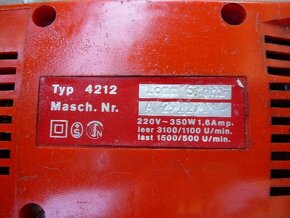 Typ 4212
Masch. Nr.
220V~350W 1,6Amp.
leer 3100/1100 U/min.
last 1500/500 U/min.